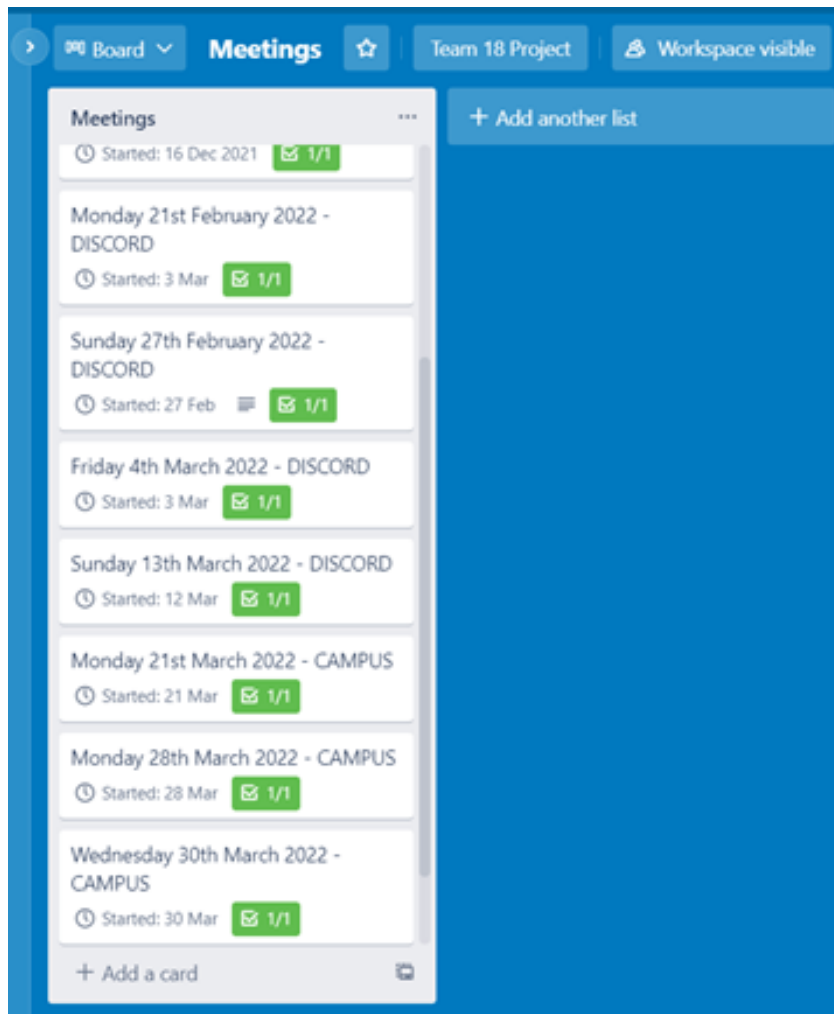 Board Meetings Team 18 Project Workspace visible
Meetings
+ Add another list
Started: 16 Dec 2021 1/1
Monday 21st February 2022 -
DISCORD
Started: 3 Mar 1/1
Sunday 27th February 2022 -
DISCORD
Started: 27 Feb 1/1
Friday 4th March 2022 - DISCORD
Started: 3 Mar 1/1
Sunday 13th March 2022 - DISCORD
Started: 12 Mar 1/1
Monday 21st March 2022 - CAMPUS
Started: 21 Mar 1/1
Monday 28th March 2022 - CAMPUS
Started: 28 Mar 1/1
Wednesday 30th March 2022 -
CAMPUS
Started: 30 Mar 1/1
+ Add a card